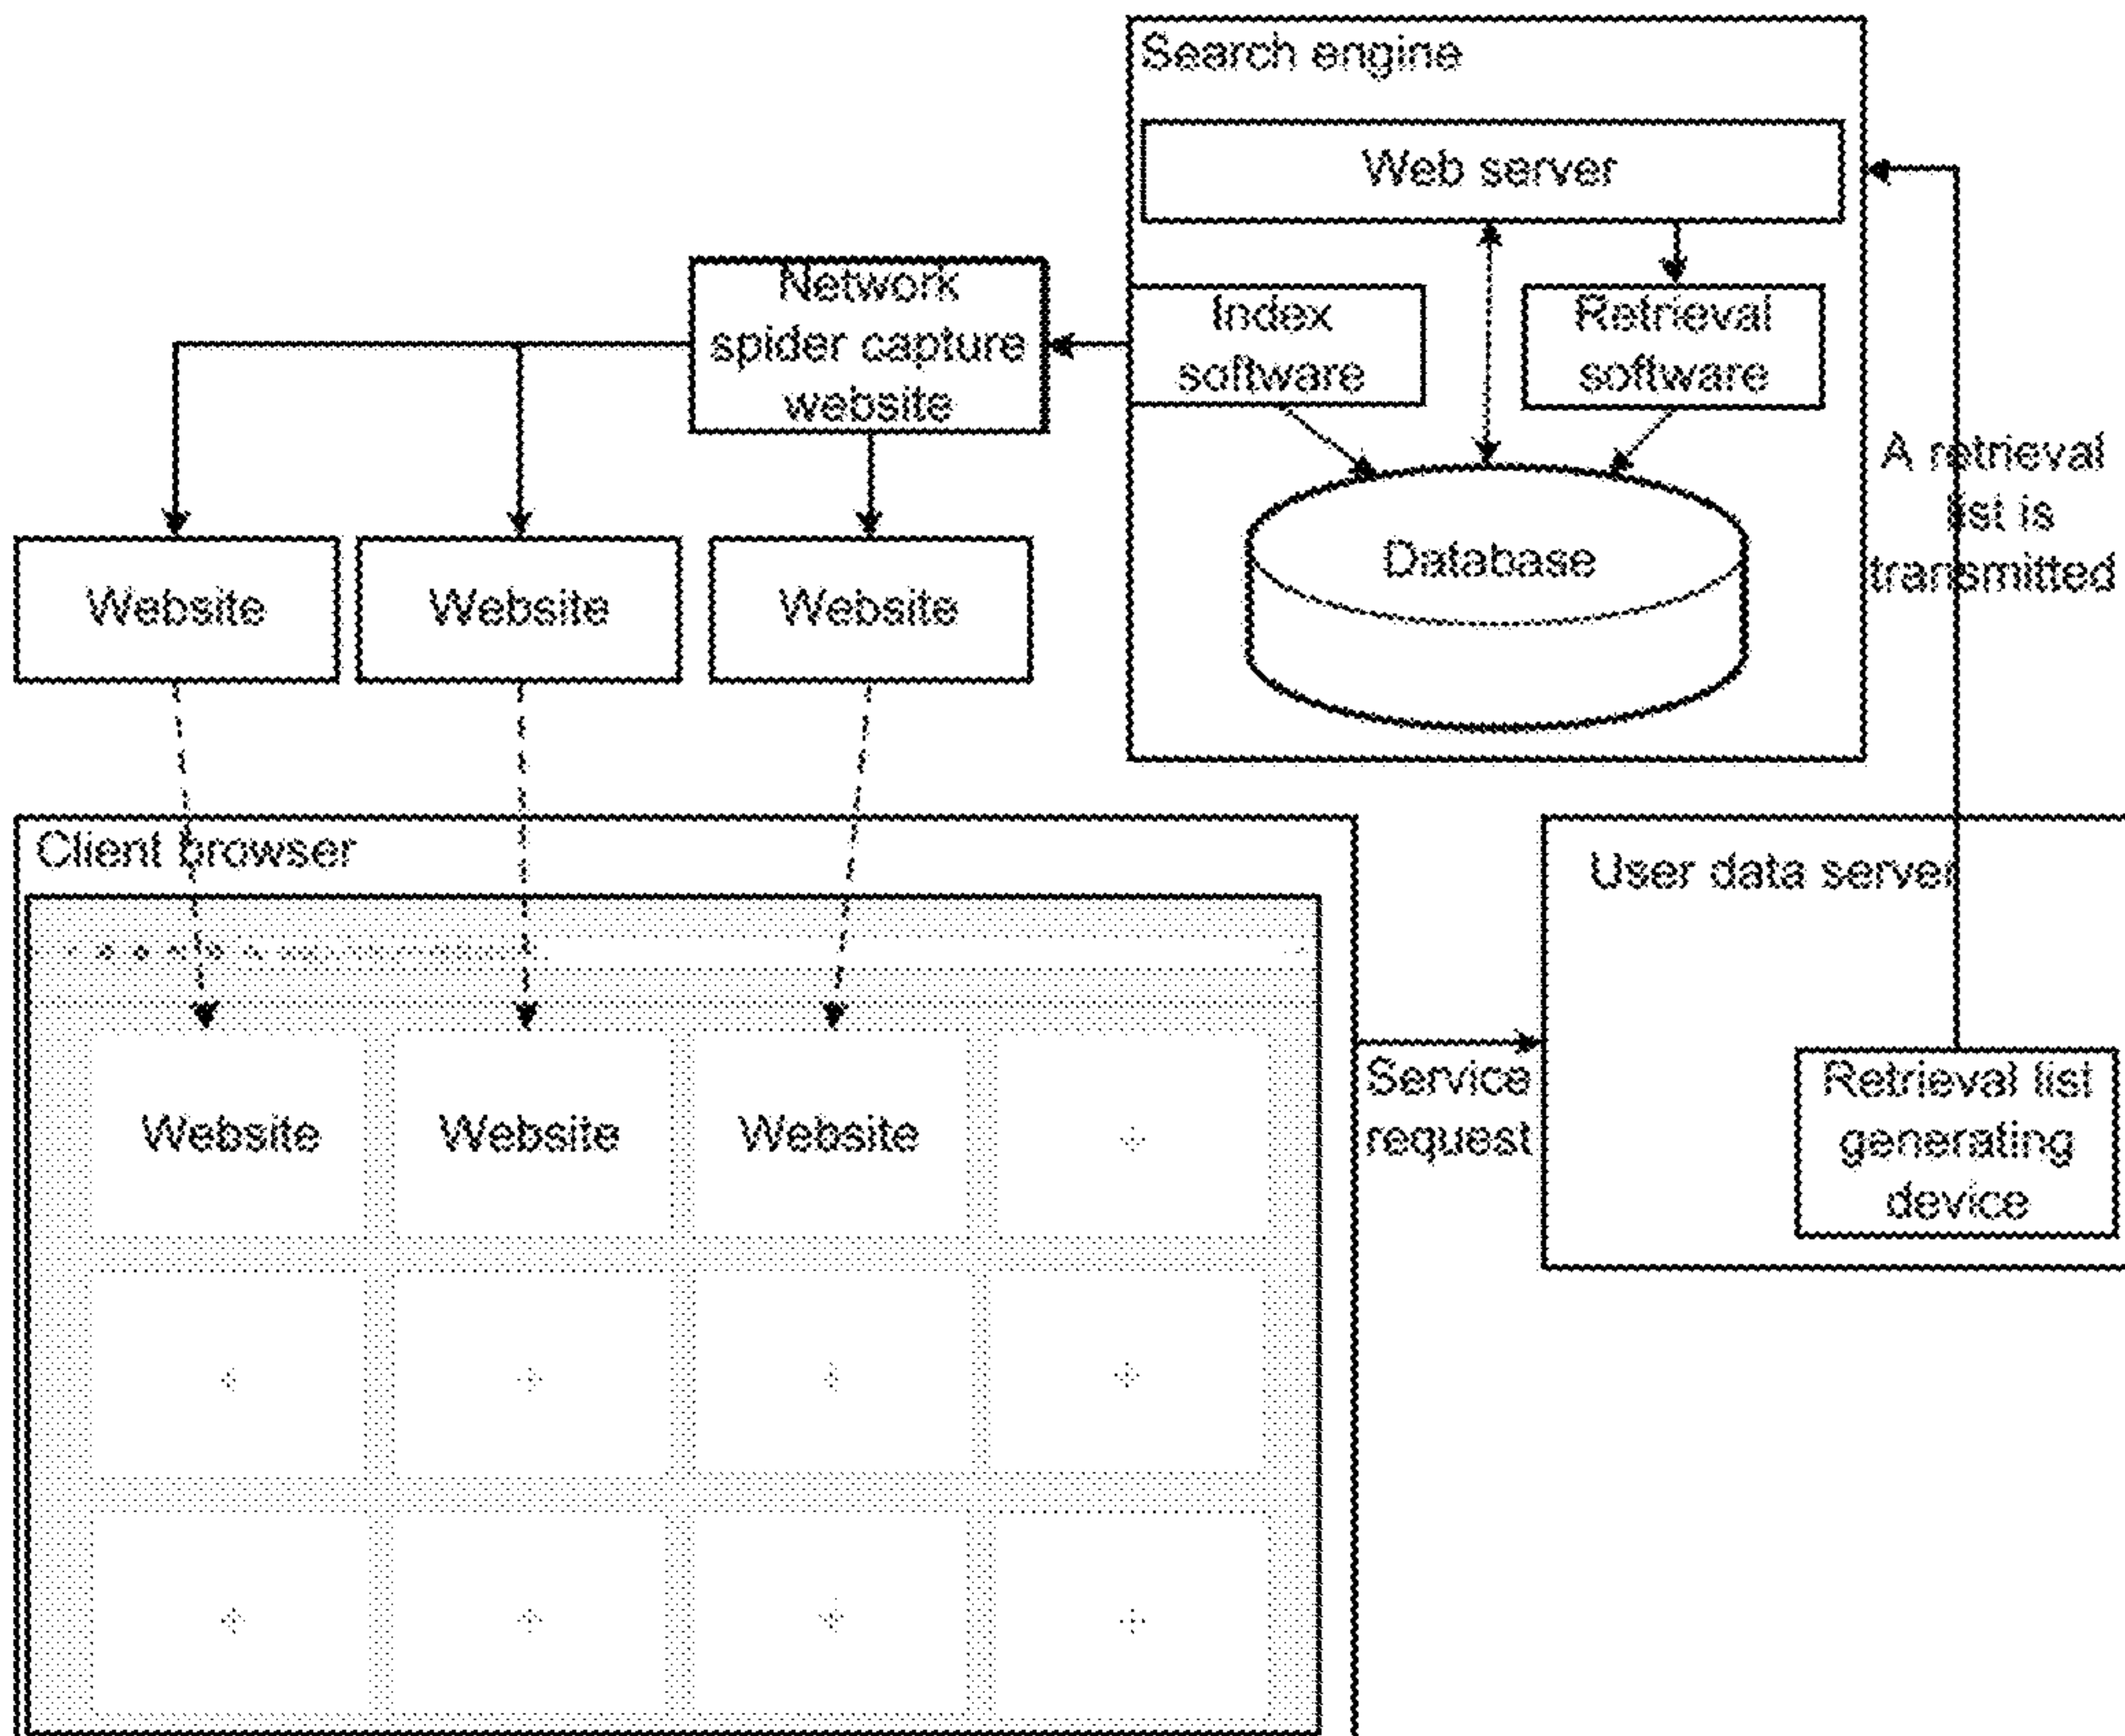 Search engine
Web server
Network
spider capture
website
Index
software
Retrieval
software
A retrieval
list is
transmitted
Database
Website
Website
Website
Client browser
User data server
Website
Website
Website
Service
request
Retrieval list
generating
device